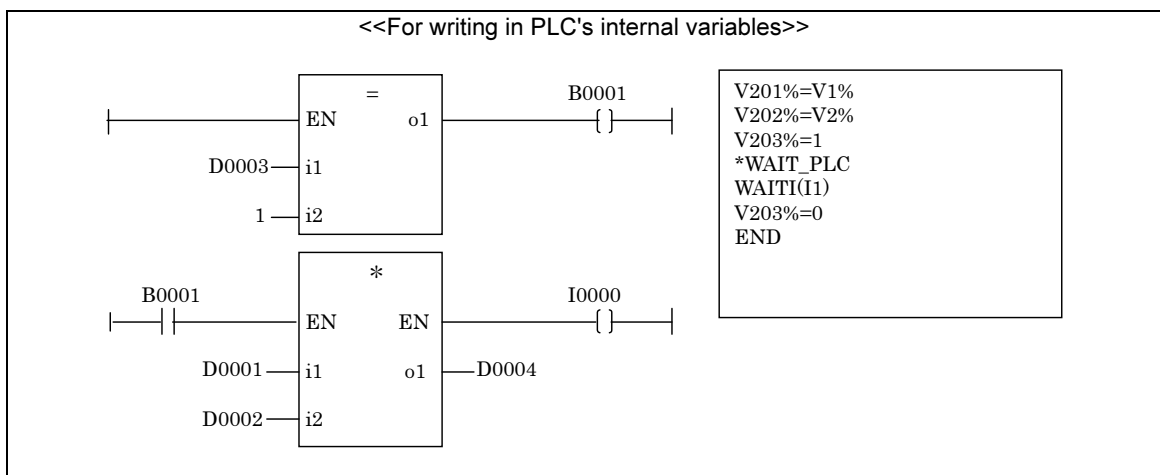 <<For writing in PLC's internal variables>>
=
EN o1
B0001
D0003 i1
1 i2
V201%=V1%
V202%=V2%
V203%=1
*WAIT_PLC
WAITI(I1)
V203%=0
END
*
B0001
EN EN
I0000
D0001 i1 o1 D0004
D0002 i2